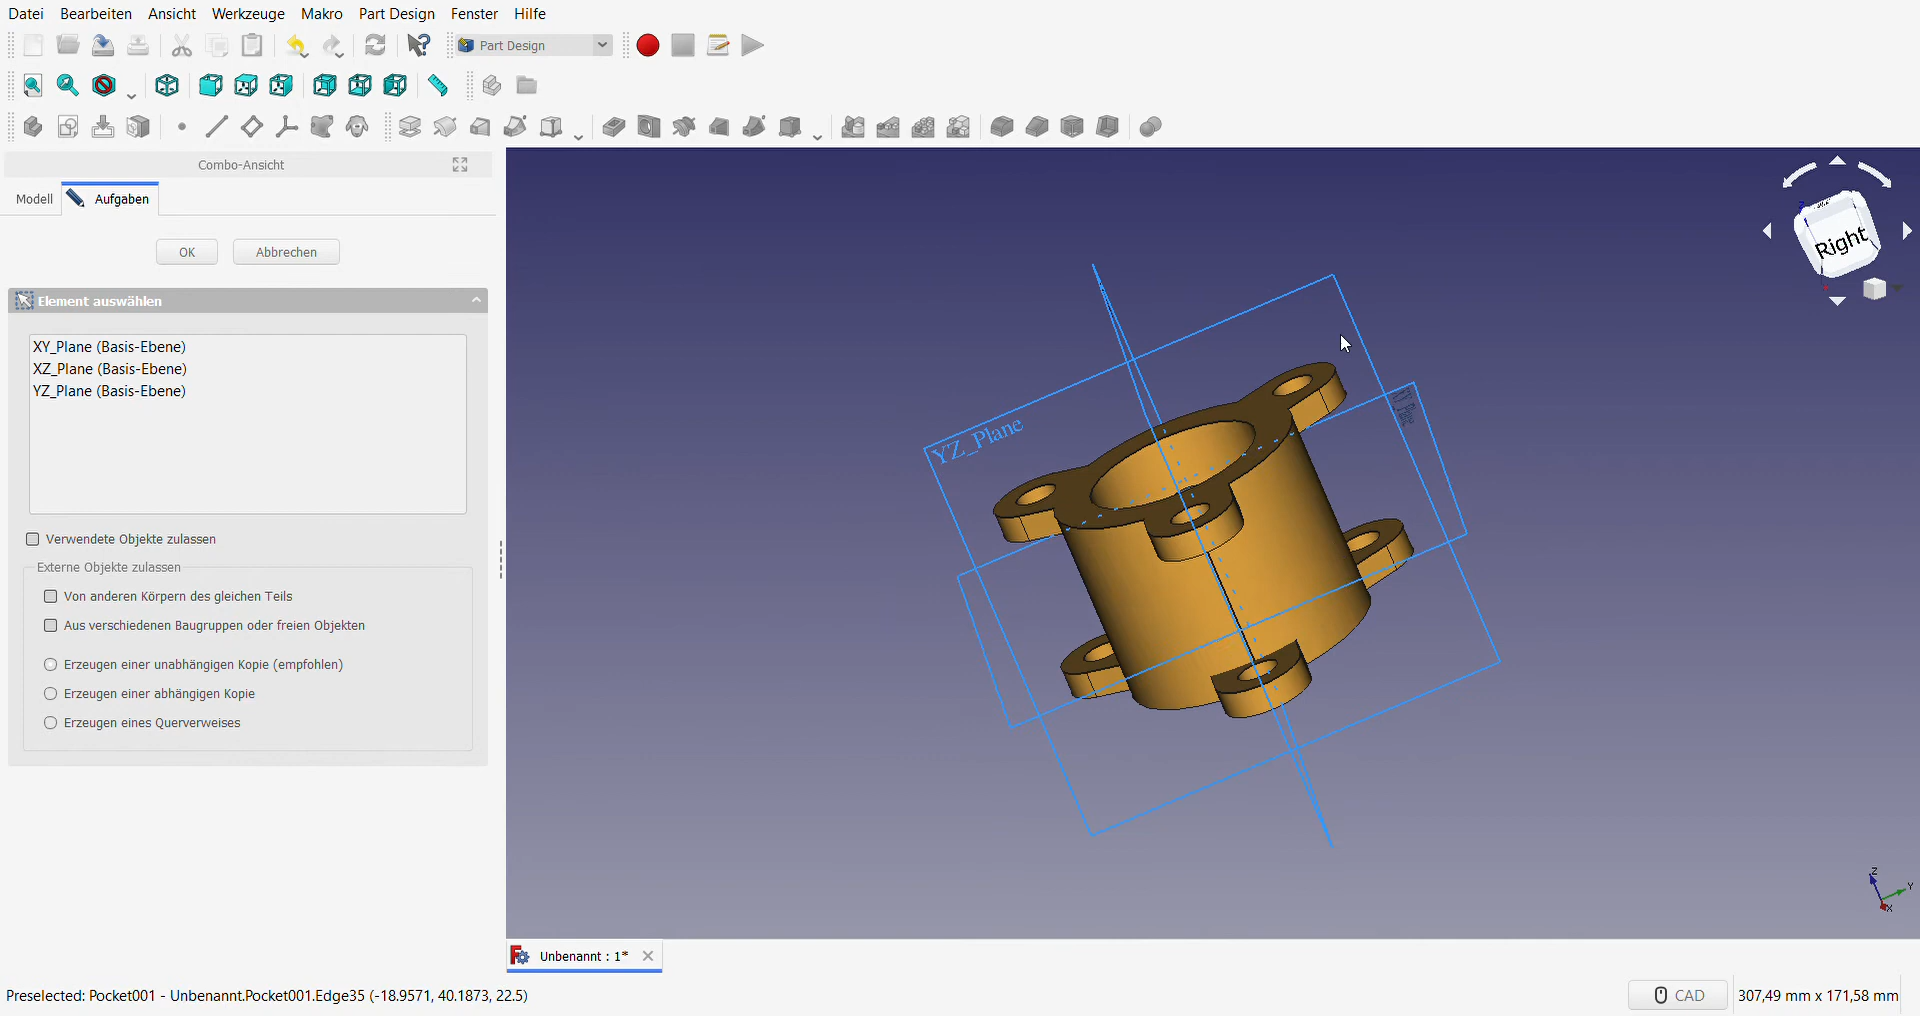 Datei Bearbeiten Ansicht Werkzeuge Makro Part Design Fenster Hilfe
Part Design
Combo-Ansicht
Modell Aufgaben
OK Abbrechen
Element auswählen
XY_Plane (Basis-Ebene)
XZ_Plane (Basis-Ebene)
YZ_Plane (Basis-Ebene)
Verwendete Objekte zulassen
Externe Objekte zulassen
Von anderen Körpern des gleichen Teils
Aus verschiedenen Baugruppen oder freien Objekten
Erzeugen einer unabhängigen Kopie (empfohlen)
Erzeugen einer abhängigen Kopie
Erzeugen eines Querverweises
YZ_Plane
Right
Z
Z
Y
X
Unbenannt : 1*
Preselected: Pocket001 - Unbenannt.Pocket001.Edge35 (-18.9571, 40.1873, 22.5)
CAD
307,49 mm x 171,58 mm